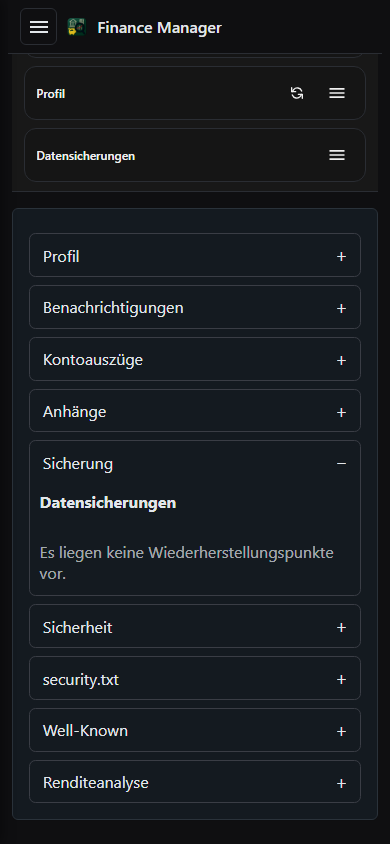 Finance Manager
Profil
Datensicherungen
Profil +
Benachrichtigungen +
Kontoauszüge +
Anhänge +
Sicherung −
Datensicherungen
Es liegen keine Wiederherstellungspunkte
vor.
Sicherheit +
security.txt +
Well-Known +
Renditeanalyse +